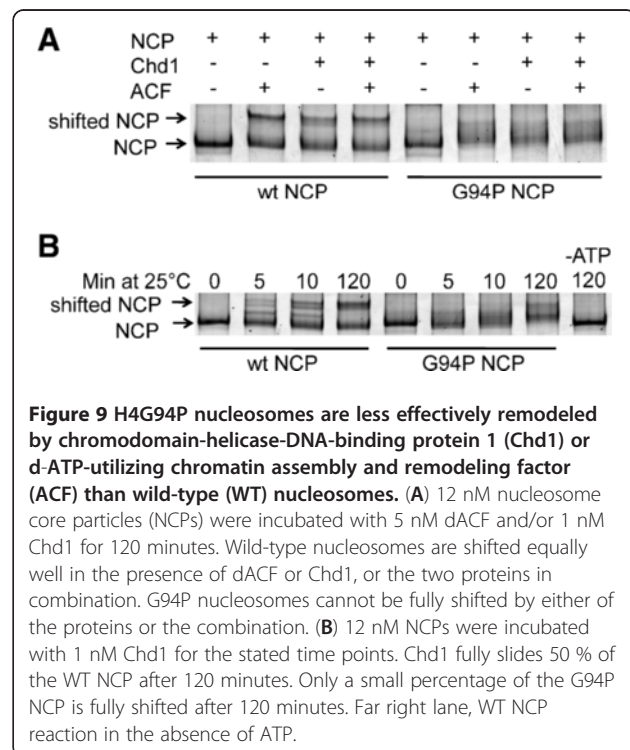 A
NCP + + + + + + + +
Chd1 - - + + - - + +
ACF - + - + - + - +
shifted NCP →
NCP →
wt NCP G94P NCP
B
-ATP
Min at 25°C 0 5 10 120 0 5 10 120 120
shifted NCP →
NCP →
wt NCP G94P NCP
Figure 9 H4G94P nucleosomes are less effectively remodeled
by chromodomain-helicase-DNA-binding protein 1 (Chd1) or
d-ATP-utilizing chromatin assembly and remodeling factor
(ACF) than wild-type (WT) nucleosomes. (A) 12 nM nucleosome
core particles (NCPs) were incubated with 5 nM dACF and/or 1 nM
Chd1 for 120 minutes. Wild-type nucleosomes are shifted equally
well in the presence of dACF or Chd1, or the two proteins in
combination. G94P nucleosomes cannot be fully shifted by either of
the proteins or the combination. (B) 12 nM NCPs were incubated
with 1 nM Chd1 for the stated time points. Chd1 fully slides 50 % of
the WT NCP after 120 minutes. Only a small percentage of the G94P
NCP is fully shifted after 120 minutes. Far right lane, WT NCP
reaction in the absence of ATP.